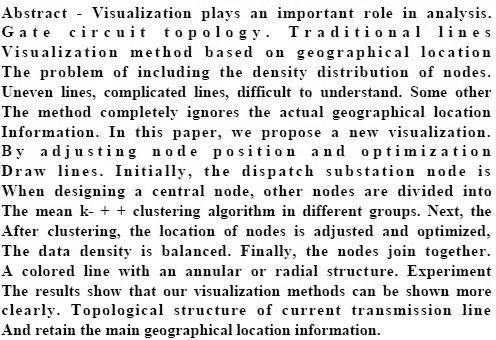 Abstract - Visualization plays an important role in analysis.
Gate circuit topology. Traditional lines
Visualization method based on geographical location
The problem of including the density distribution of nodes.
Uneven lines, complicated lines, difficult to understand. Some other
The method completely ignores the actual geographical location
Information. In this paper, we propose a new visualization.
By adjusting node position and optimization
Draw lines. Initially, the dispatch substation node is
When designing a central node, other nodes are divided into
The mean k- + + clustering algorithm in different groups. Next, the
After clustering, the location of nodes is adjusted and optimized,
The data density is balanced. Finally, the nodes join together.
A colored line with an annular or radial structure. Experiment
The results show that our visualization methods can be shown more
clearly. Topological structure of current transmission line
And retain the main geographical location information.